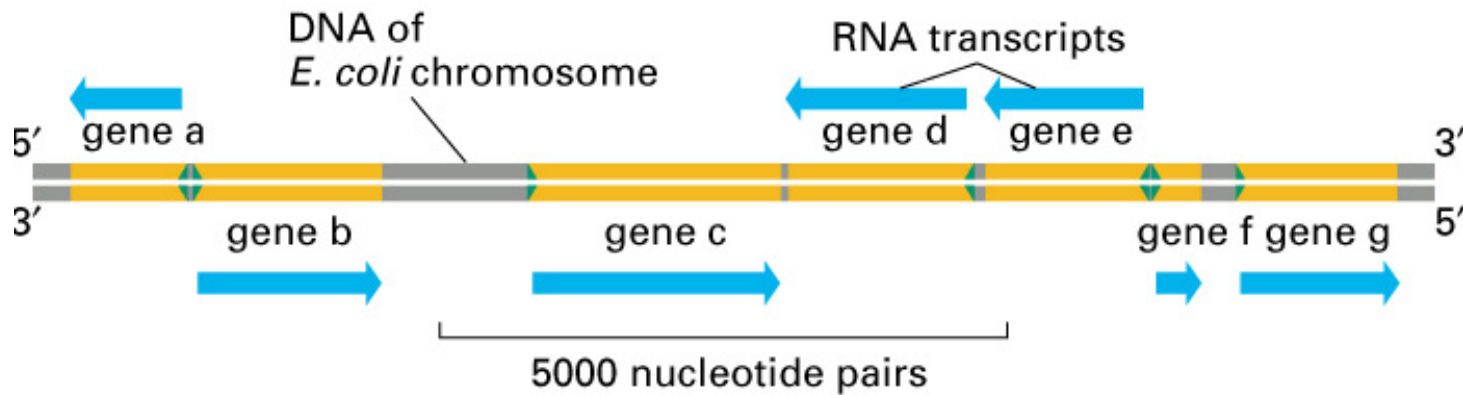 DNA of
E. coli chromosome
RNA transcripts
gene a
gene d
gene e
5′
3′
3′
5′
gene b
gene c
gene f gene g
5000 nucleotide pairs